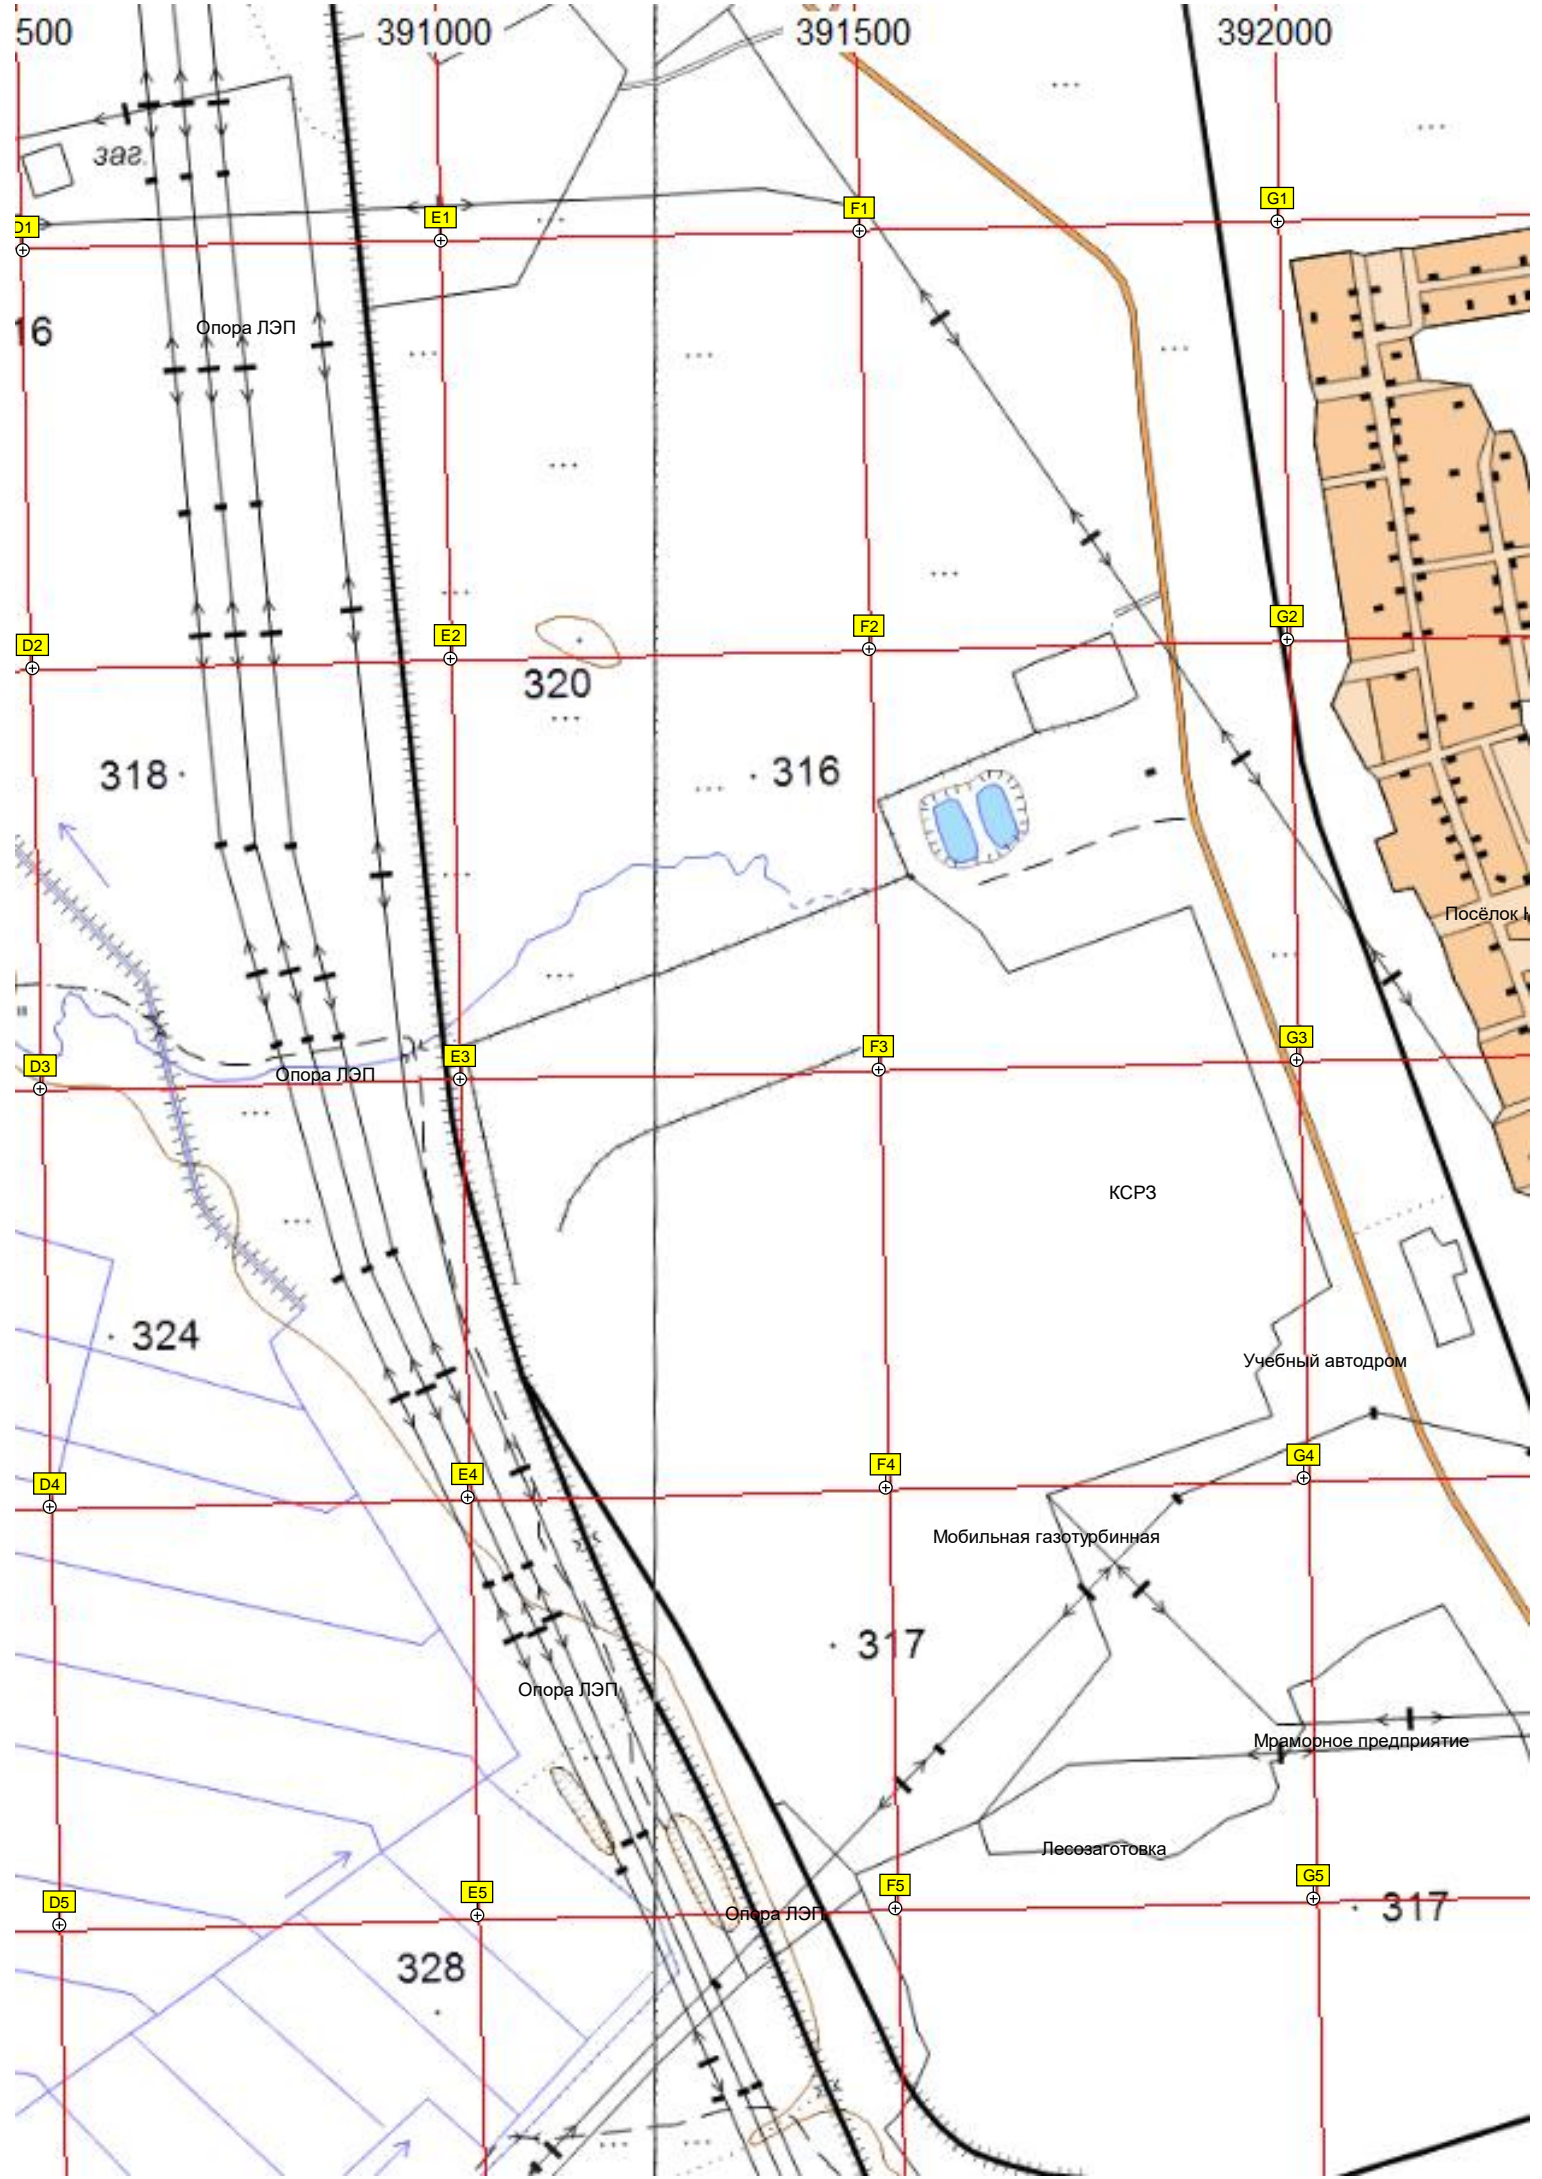 500 391000 391500 392000
заг.
D1 E1 F1 G1
16
Опора ЛЭП
D2 E2 F2 G2
320
318 316
Посёлок
D3 E3 F3 G3
Опора ЛЭП
КСРЗ
324
Учебный автодром
D4 E4 F4 G4
Мобильная газотурбинная
317
Опора ЛЭП
Мраморное предприятие
Лесозаготовка
D5 E5 F5 G5
Опора ЛЭП
317
328